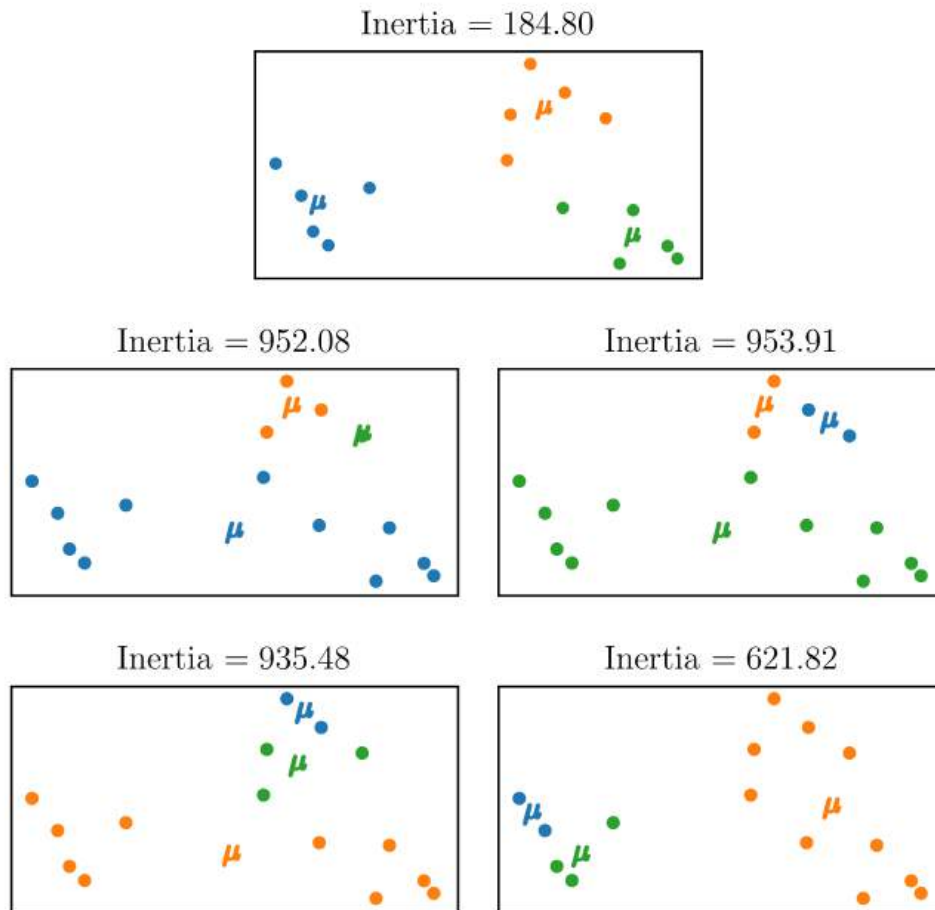 Inertia = 184.80
μ
μ
μ
Inertia = 952.08
Inertia = 953.91
μ
μ
μ
μ
μ
μ
Inertia = 935.48
Inertia = 621.82
μ
μ
μ
μ
μ
μ